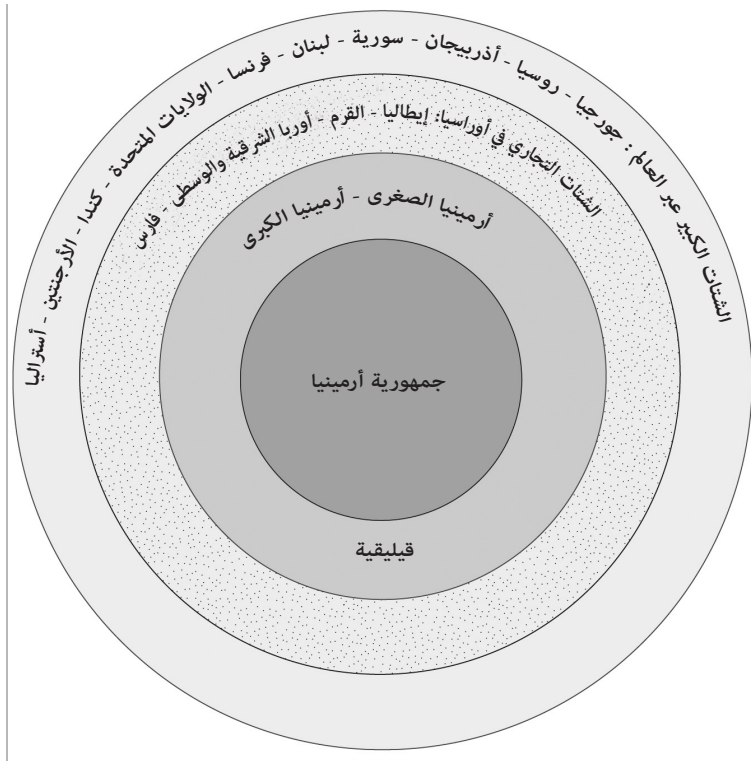 الشتات الكبير عبر العالم : جورجيا - روسيا - أذربيجان - سورية - لبنان - فرنسا - الولايات المتحدة - كندا - الأرجنتين - أستراليا
الشتات التجاري في أوراسيا: إيطاليا - القرم - أوربا الشرقية والوسطى - فارس
أرمينيا الصغرى - أرمينيا الكبرى
جمهورية أرمينيا
قيليقية